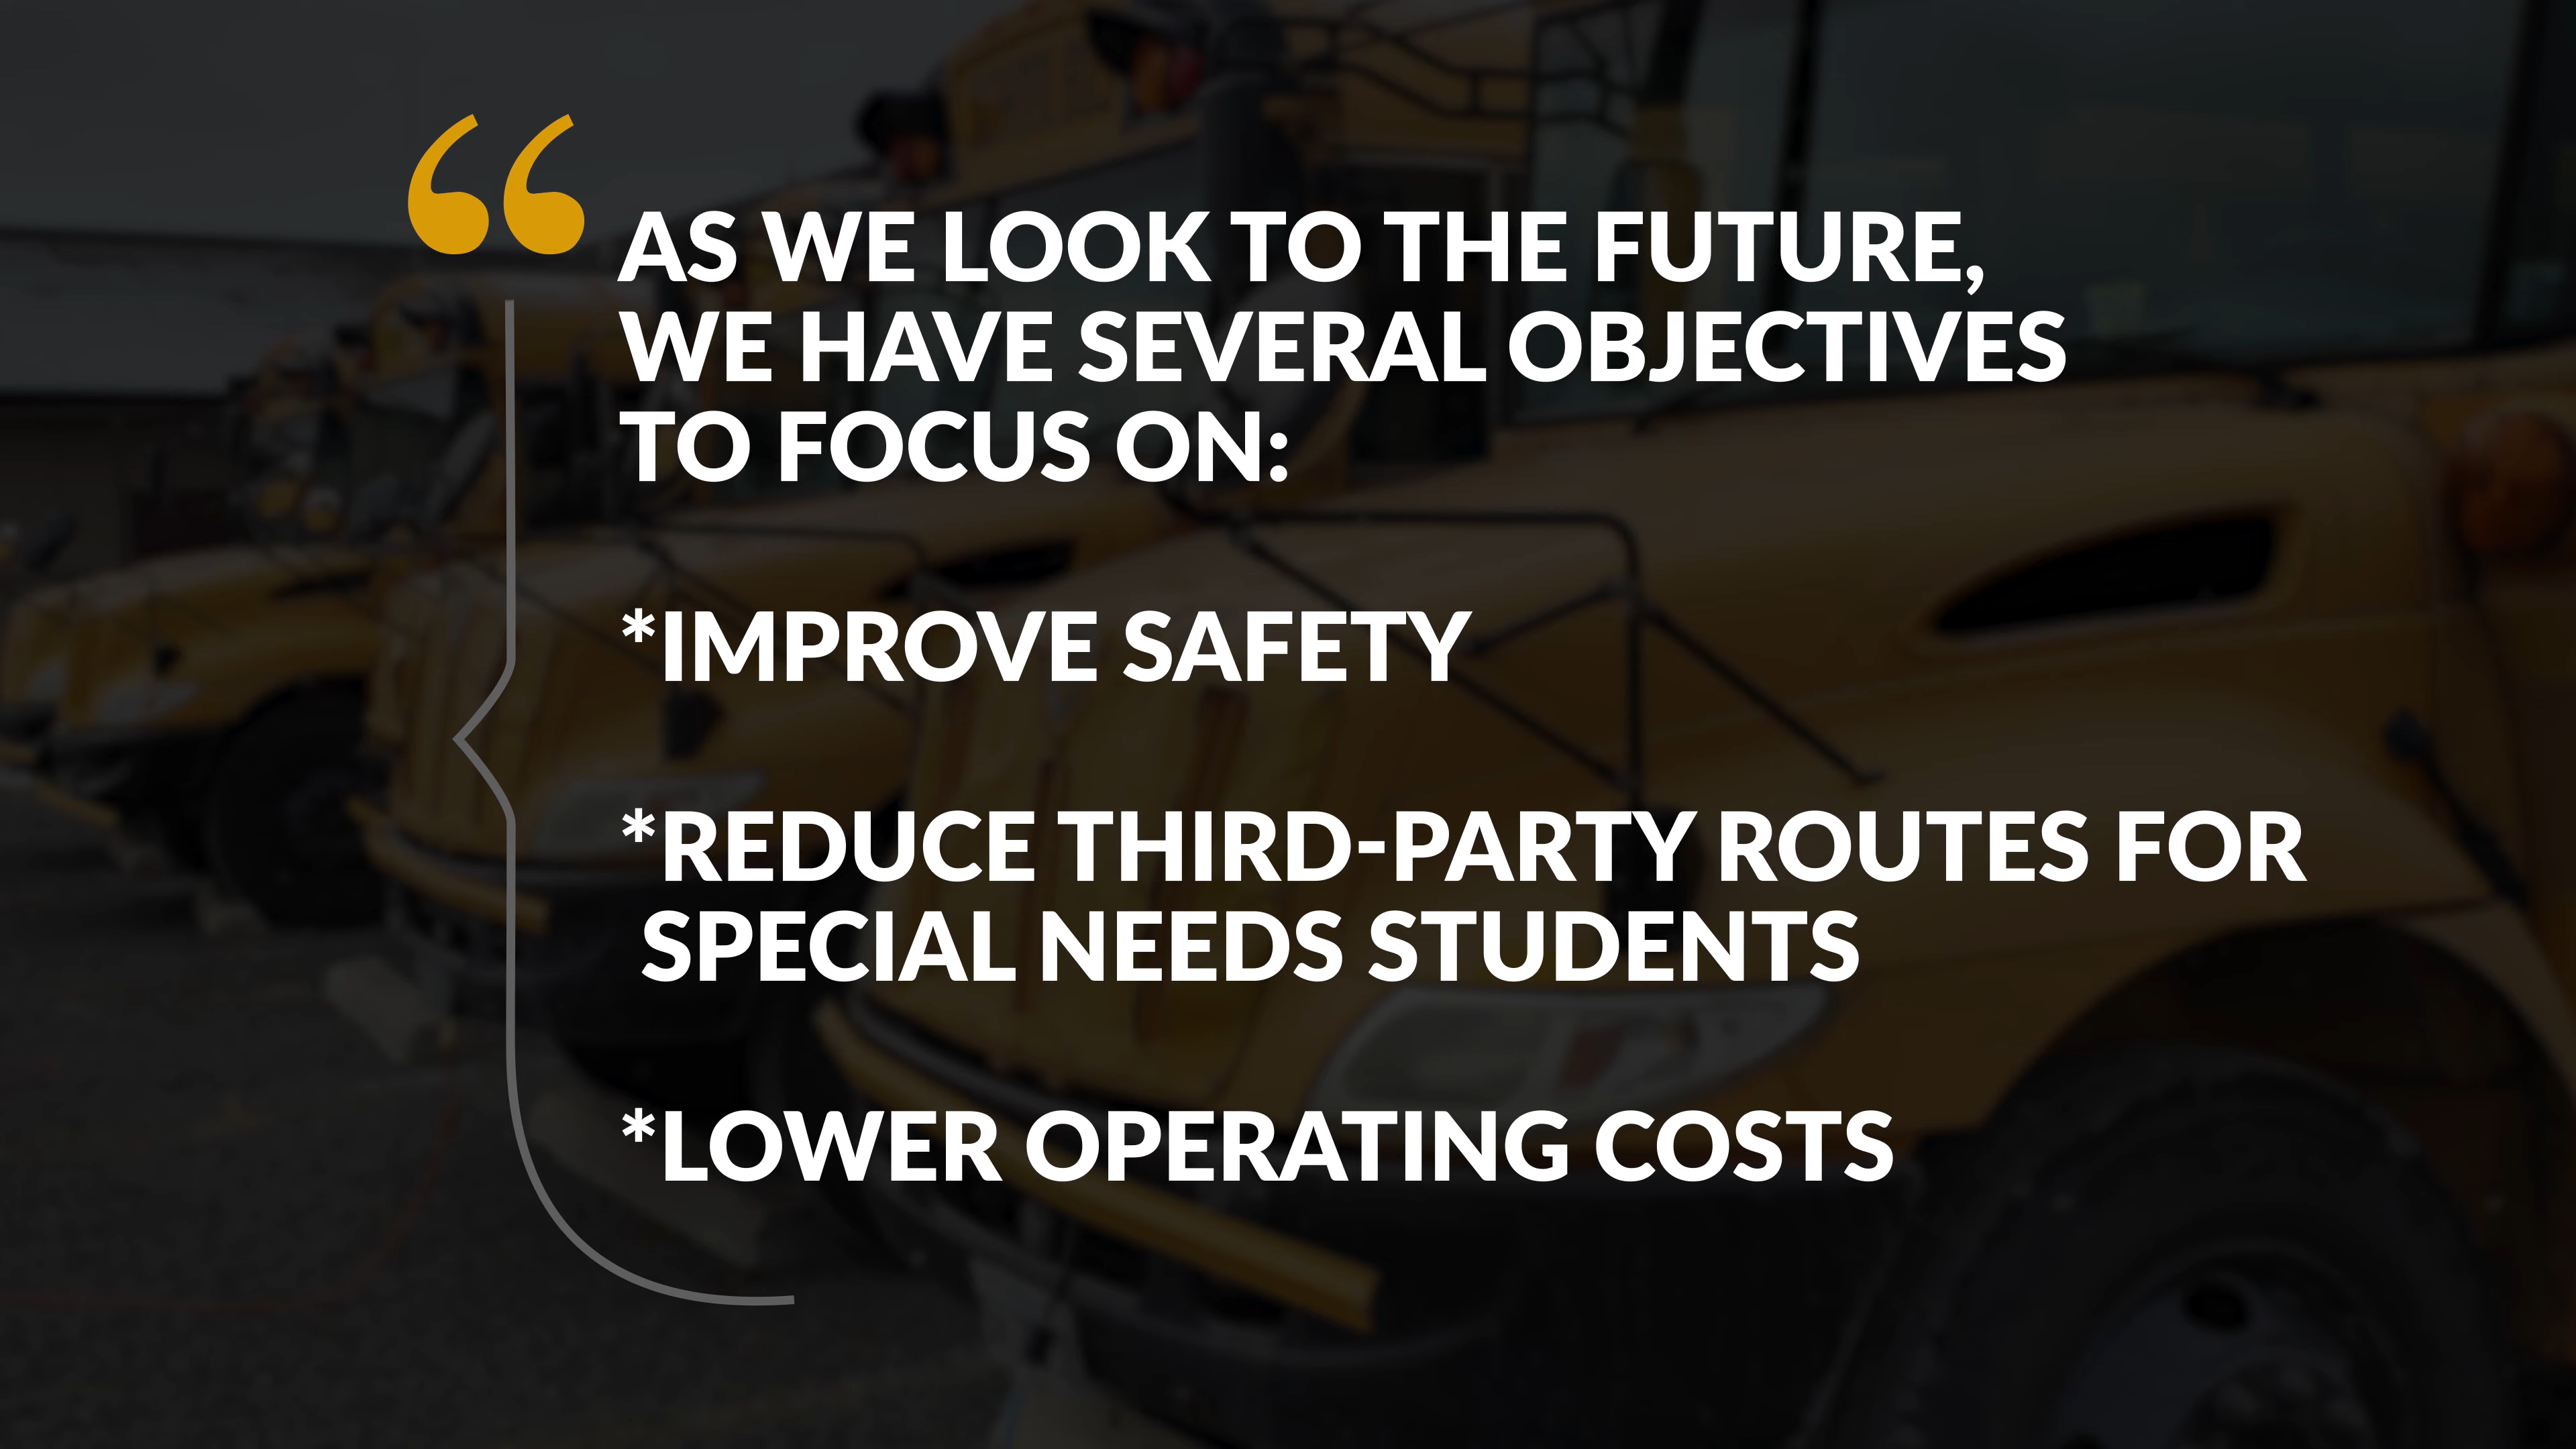 “
AS WE LOOK TO THE FUTURE,
WE HAVE SEVERAL OBJECTIVES
TO FOCUS ON:
*IMPROVE SAFETY
*REDUCE THIRD-PARTY ROUTES FOR
SPECIAL NEEDS STUDENTS
*LOWER OPERATING COSTS